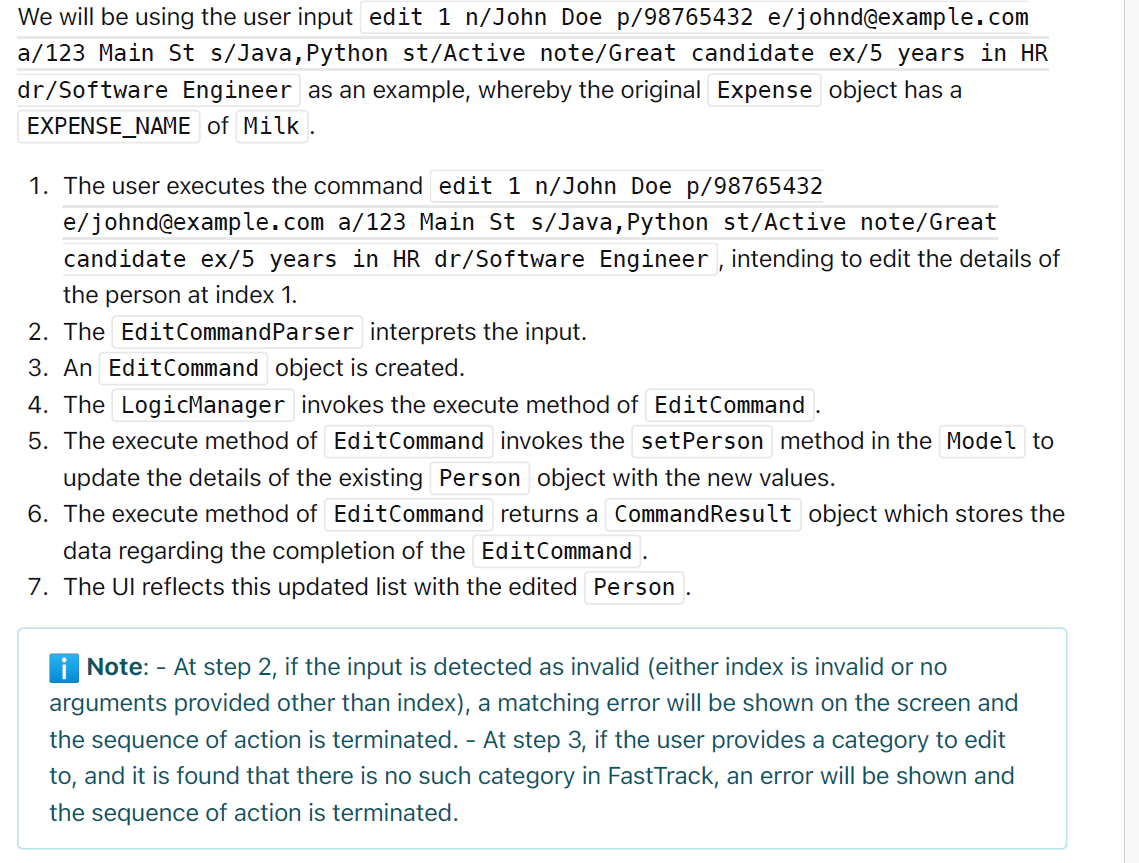 We will be using the user input edit 1 n/John Doe p/98765432 e/johnd@example.com
a/123 Main St s/Java,Python st/Active note/Great candidate ex/5 years in HR
dr/Software Engineer as an example, whereby the original Expense object has a
EXPENSE_NAME of Milk.
1. The user executes the command edit 1 n/John Doe p/98765432
e/johnd@example.com a/123 Main St s/Java,Python st/Active note/Great
candidate ex/5 years in HR dr/Software Engineer, intending to edit the details of
the person at index 1.
2. The EditCommandParser interprets the input.
3. An EditCommand object is created.
4. The LogicManager invokes the execute method of EditCommand.
5. The execute method of EditCommand invokes the setPerson method in the Model to
update the details of the existing Person object with the new values.
6. The execute method of EditCommand returns a CommandResult object which stores the
data regarding the completion of the EditCommand.
7. The UI reflects this updated list with the edited Person.
ℹ️ Note: - At step 2, if the input is detected as invalid (either index is invalid or no
arguments provided other than index), a matching error will be shown on the screen and
the sequence of action is terminated. - At step 3, if the user provides a category to edit
to, and it is found that there is no such category in FastTrack, an error will be shown and
the sequence of action is terminated.